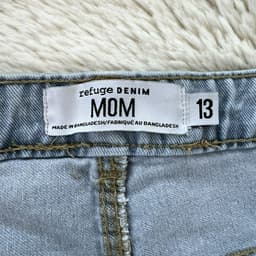 refuge DENIM
MOM
13
MADE IN BANGLADESH/FABRIQUÉ AU BANGLADESH